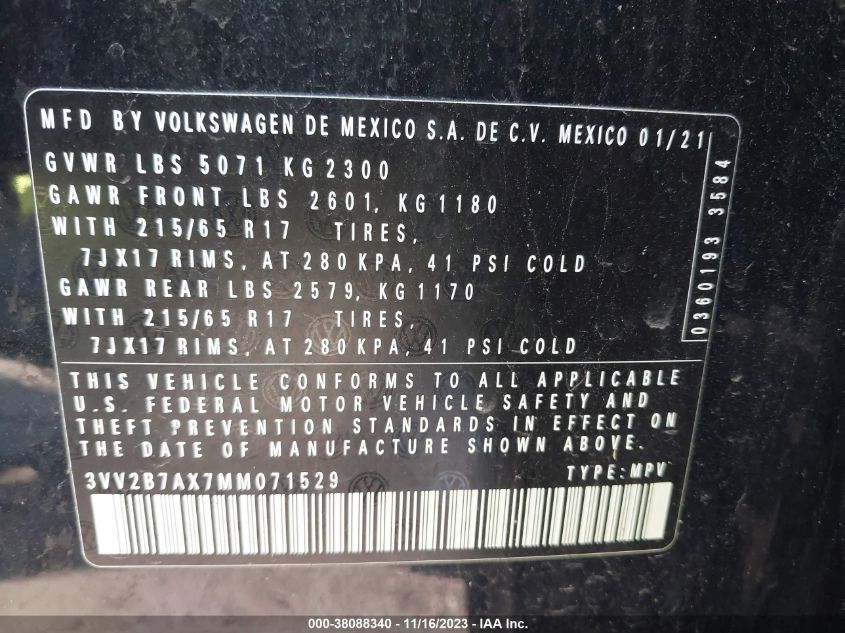 MFD BY VOLKSWAGEN DE MEXICO S.A. DE C.V. MEXICO 01/21
GVWR LBS 5071 KG 2300
GAWR FRONT LBS 2601, KG 1180
WITH 215/65 R17 TIRES,
7JX17 RIMS, AT 280 KPA, 41 PSI COLD
GAWR REAR LBS 2579, KG 1170
WITH 215/65 R17 TIRES,
7JX17 RIMS, AT 280 KPA, 41 PSI COLD
0360193 3584
THIS VEHICLE CONFORMS TO ALL APPLICABLE
U.S. FEDERAL MOTOR VEHICLE SAFETY AND
THEFT PREVENTION STANDARDS IN EFFECT ON
THE DATE OF MANUFACTURE SHOWN ABOVE.
3VV2B7AX7MM071529 TYPE:MPV
000-38088340 - 11/16/2023 - © IAA Inc.